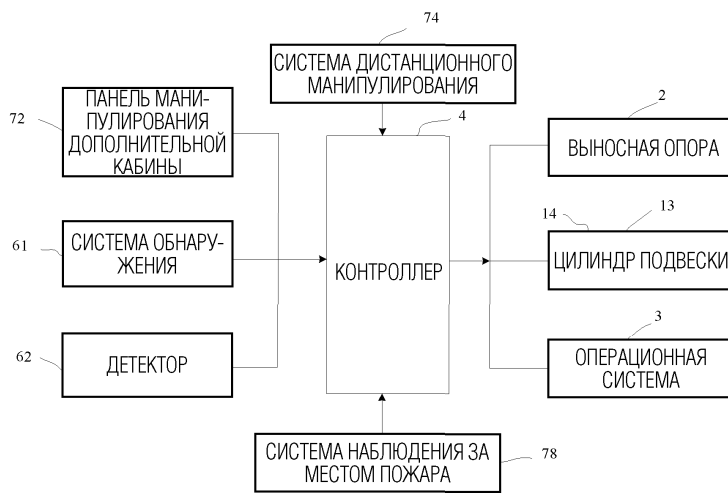 74
СИСТЕМА ДИСТАНЦИОННОГО
МАНИПУЛИРОВАНИЯ
72
ПАНЕЛЬ МАНИ-
ПУЛИРОВАНИЯ
ДОПОЛНИТЕЛЬНОЙ
КАБИНЫ
4
2
ВЫНОСНАЯ ОПОРА
61
СИСТЕМА ОБНАРУ-
ЖЕНИЯ
КОНТРОЛЛЕР
14
13
ЦИЛИНДР ПОДВЕСКИ
62
ДЕТЕКТОР
3
ОПЕРАЦИОННАЯ
СИСТЕМА
СИСТЕМА НАБЛЮДЕНИЯ ЗА
МЕСТОМ ПОЖАРА
78